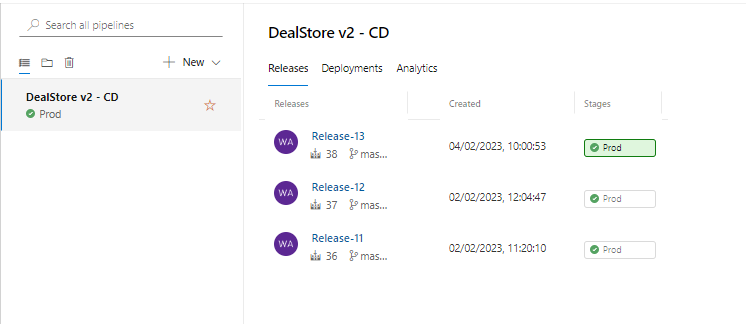 Search all pipelines
New
DealStore v2 - CD
Prod
DealStore v2 - CD
Releases Deployments Analytics
Releases Created Stages
WA Release-13 04/02/2023, 10:00:53 Prod
38 mas...
WA Release-12 02/02/2023, 12:04:47 Prod
37 mas...
WA Release-11 02/02/2023, 11:20:10 Prod
36 mas...